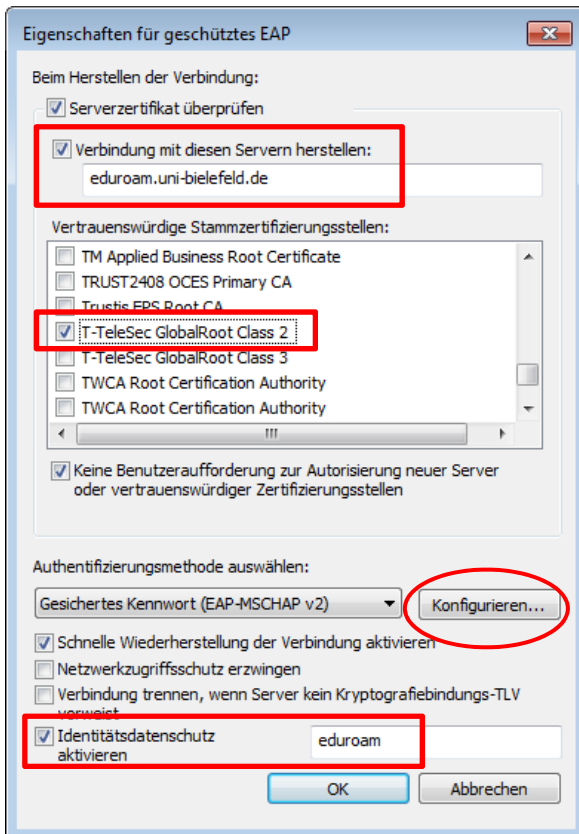 Eigenschaften für geschütztes EAP
Beim Herstellen der Verbindung:
Serverzertifikat überprüfen
Verbindung mit diesen Servern herstellen:
eduroam.uni-bielefeld.de
Vertrauenswürdige Stammzertifizierungsstellen:
TM Applied Business Root Certificate
TRUST2408 OCES Primary CA
Trustis FPS Root CA
T-TeleSec GlobalRoot Class 2
T-TeleSec GlobalRoot Class 3
TWCA Root Certification Authority
TWCA Root Certification Authority
Keine Benutzeraufforderung zur Autorisierung neuer Server
oder vertrauenswürdiger Zertifizierungsstellen
Authentifizierungsmethode auswählen:
Gesichertes Kennwort (EAP-MSCHAP v2)
Konfigurieren...
Schnelle Wiederherstellung der Verbindung aktivieren
Netzwerkzugriffsschutz erzwingen
Verbindung trennen, wenn Server kein Kryptografiebindungs-TLV
vorweist
Identitätsdatenschutz
aktivieren
eduroam
OK
Abbrechen